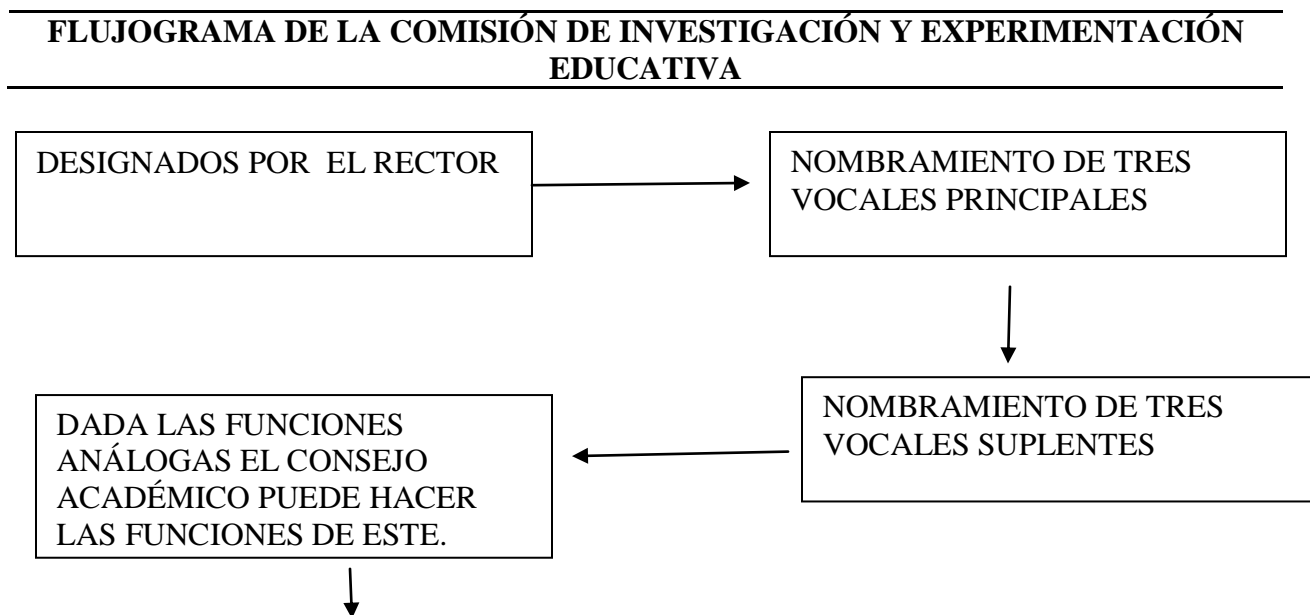 FLUJOGRAMA DE LA COMISIÓN DE INVESTIGACIÓN Y EXPERIMENTACIÓN
EDUCATIVA
DESIGNADOS POR EL RECTOR
NOMBRAMIENTO DE TRES
VOCALES PRINCIPALES
NOMBRAMIENTO DE TRES
VOCALES SUPLENTES
DADA LAS FUNCIONES
ANÁLOGAS EL CONSEJO
ACADÉMICO PUEDE HACER
LAS FUNCIONES DE ESTE.